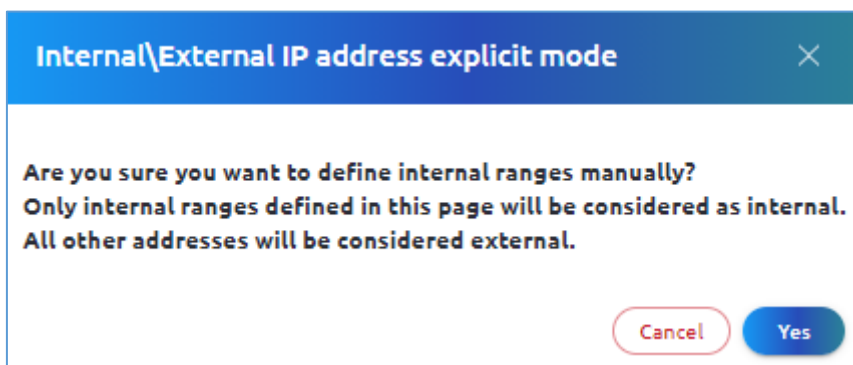 Internal\External IP address explicit mode
Are you sure you want to define internal ranges manually?
Only internal ranges defined in this page will be considered as internal.
All other addresses will be considered external.
Cancel Yes